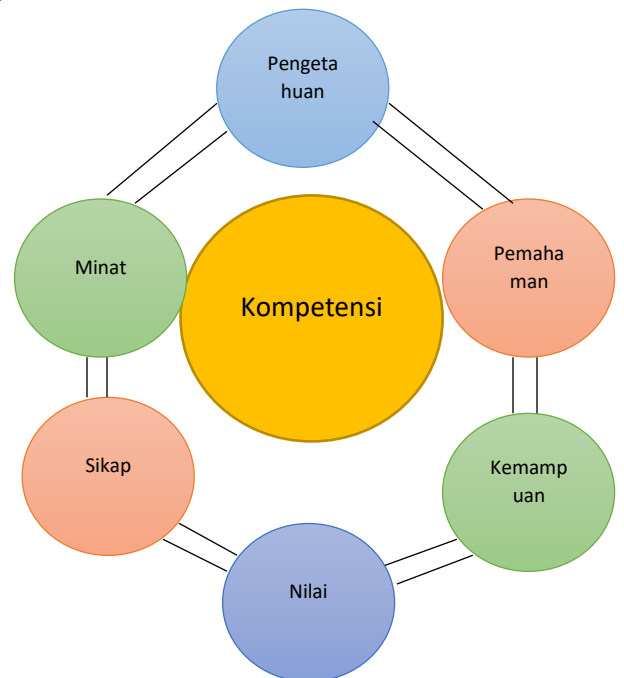 Pengeta
huan
Minat
Pemaha
man
Kompetensi
Sikap
Kemamp
uan
Nilai